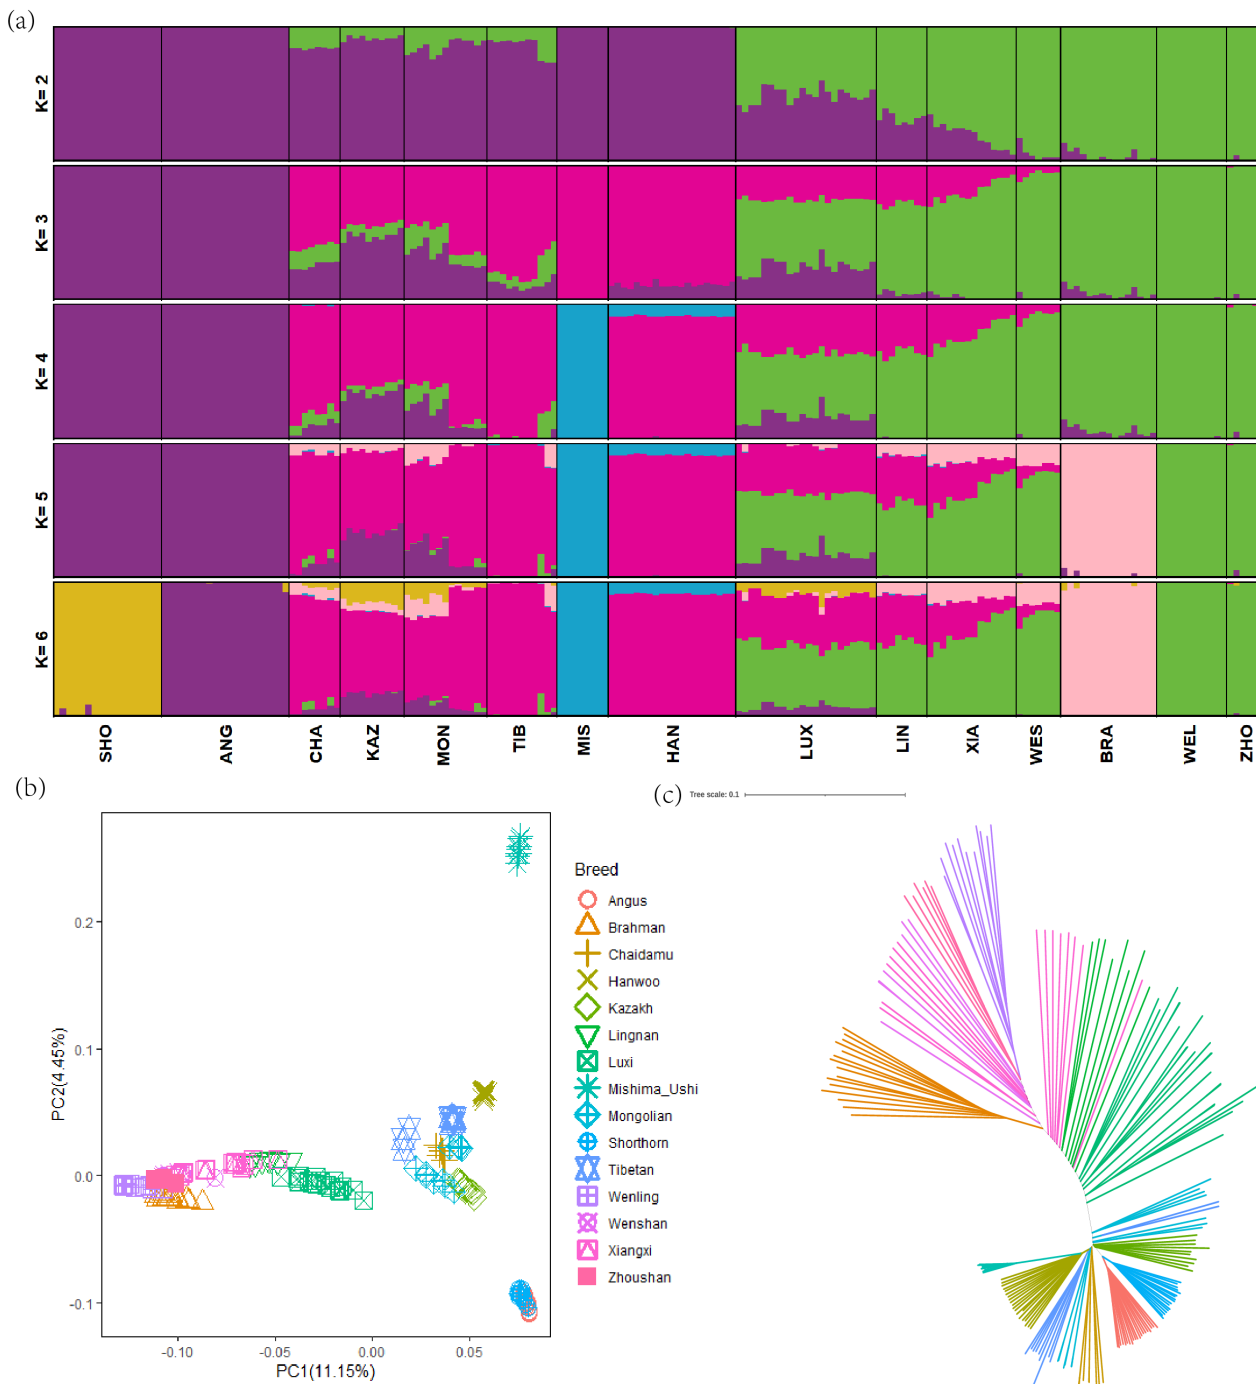 (a)
K= 2
K= 3
K= 4
K= 5
K= 6
SHO ANG CHA KAZ MON TIB MIS HAN LUX LIN XIA WES BRA WEL ZHO
(b)
0.2
0.1
0.0
-0.1
-0.10 -0.05 0.00 0.05
PC1(11.15%)
PC2(4.45%)
Breed
Angus
Brahman
Chaidamu
Hanwoo
Kazakh
Lingnan
Luxi
Mishima_Ushi
Mongolian
Shorthorn
Tibetan
Wenling
Wenshan
Xiangxi
Zhoushan
(c)
Tree scale: 0.1